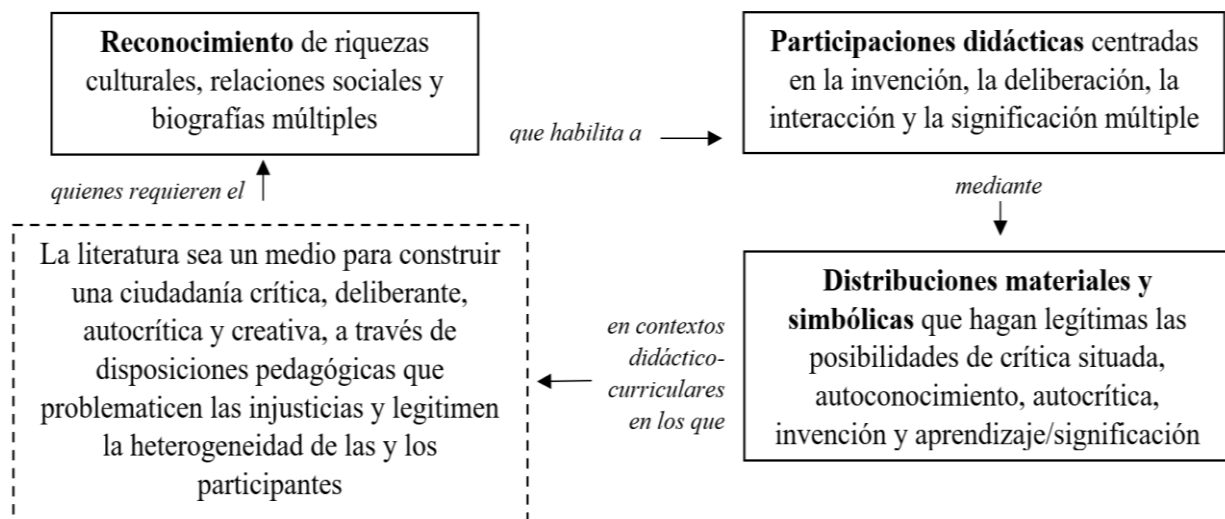 Reconocimiento de riquezas
culturales, relaciones sociales y
biografías múltiples
que habilita a
Participaciones didácticas centradas
en la invención, la deliberación, la
interacción y la significación múltiple
mediante
Distribuciones materiales y
simbólicas que hagan legítimas las
posibilidades de crítica situada,
autoconocimiento, autocrítica,
invención y aprendizaje/significación
en contextos
didáctico-
curriculares
en los que
La literatura sea un medio para construir
una ciudadanía crítica, deliberante,
autocrítica y creativa, a través de
disposiciones pedagógicas que
problematicen las injusticias y legitimen
la heterogeneidad de las y los
participantes
quienes requieren el